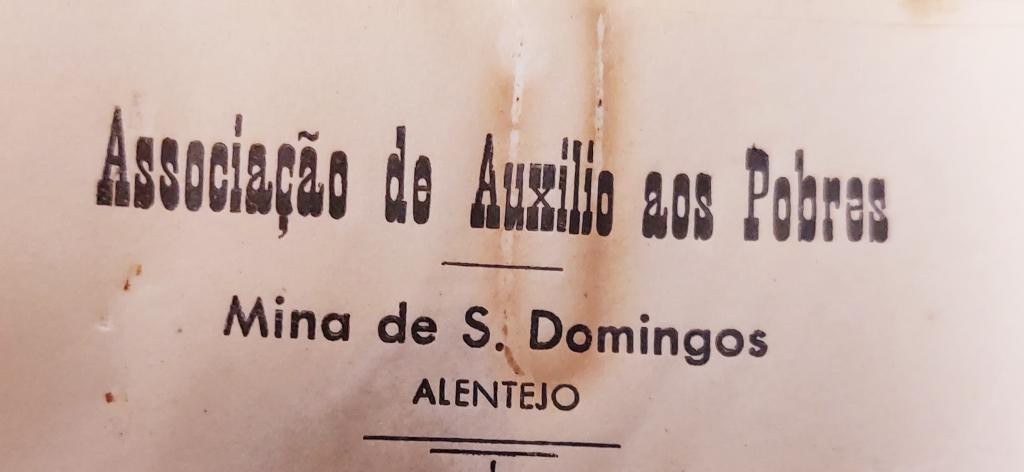 Associação de Auxilio aos Pobres
Mina de S. Domingos
ALENTEJO